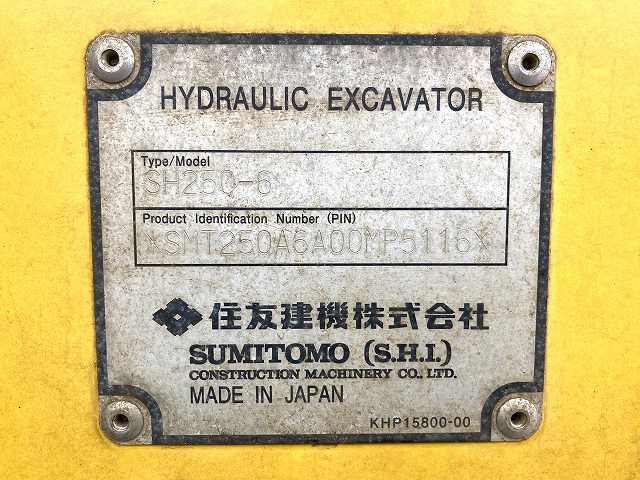 HYDRAULIC EXCAVATOR
Type/Model
SH250-6
Product Identification Number (PIN)
*SMT250A6A00MP5116*
住友建機株式会社
SUMITOMO (S.H.I.)
CONSTRUCTION MACHINERY CO., LTD.
MADE IN JAPAN
KHP15800-00